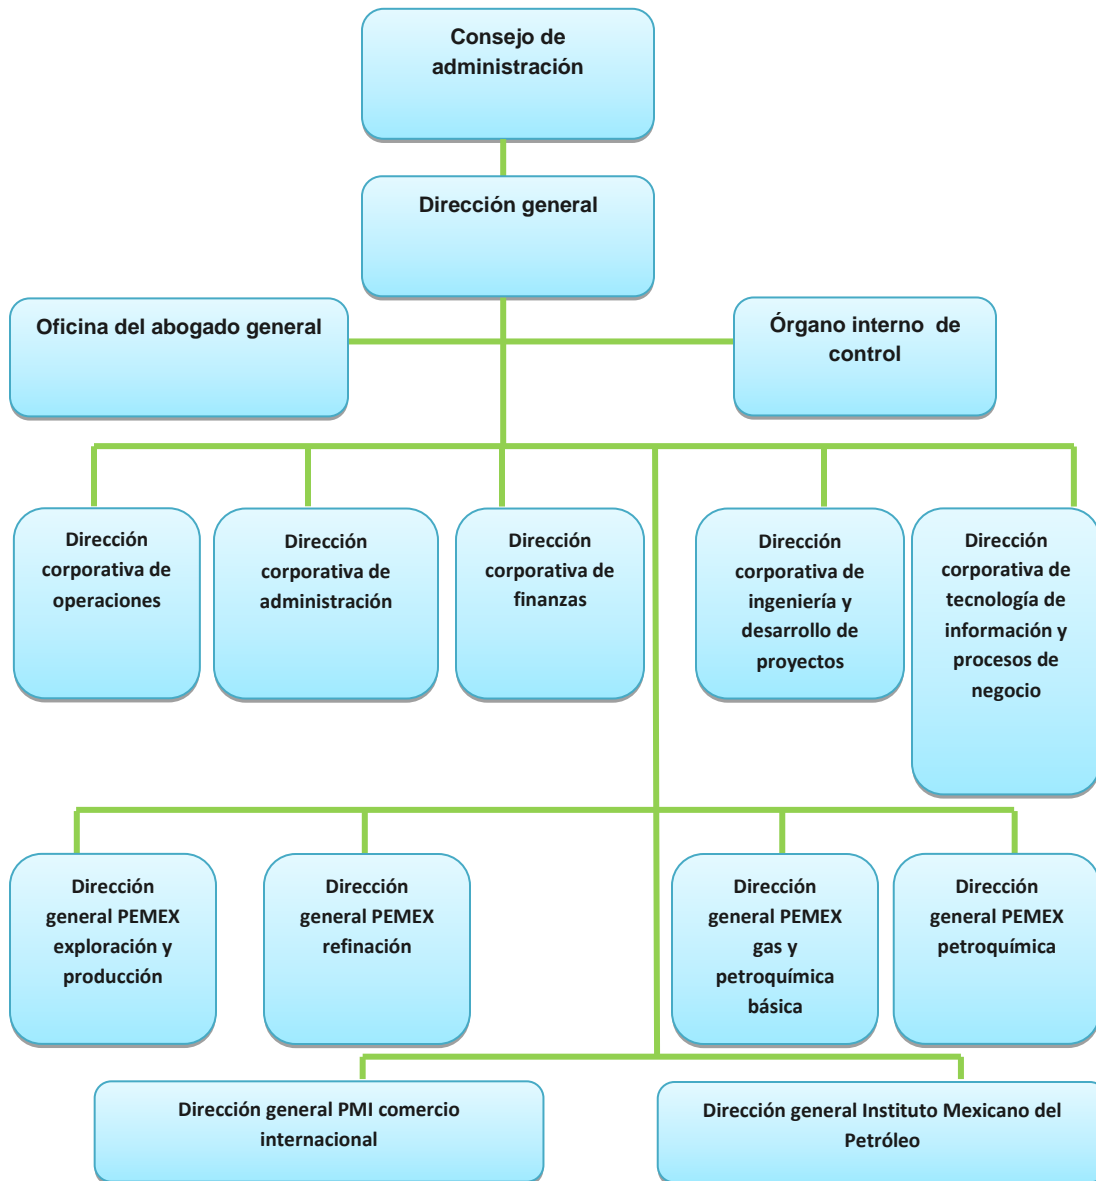 Consejo de
administración
Dirección general
Oficina del abogado general
Órgano interno de
control
Dirección
corporativa de
operaciones
Dirección
corporativa de
administración
Dirección
corporativa de
finanzas
Dirección
corporativa de
ingeniería y
desarrollo de
proyectos
Dirección
corporativa de
tecnología de
información y
procesos de
negocio
Dirección
general PEMEX
exploración y
producción
Dirección
general PEMEX
refinación
Dirección
general PEMEX
gas y
petroquímica
básica
Dirección
general PEMEX
petroquímica
Dirección general PMI comercio
internacional
Dirección general Instituto Mexicano del
Petróleo